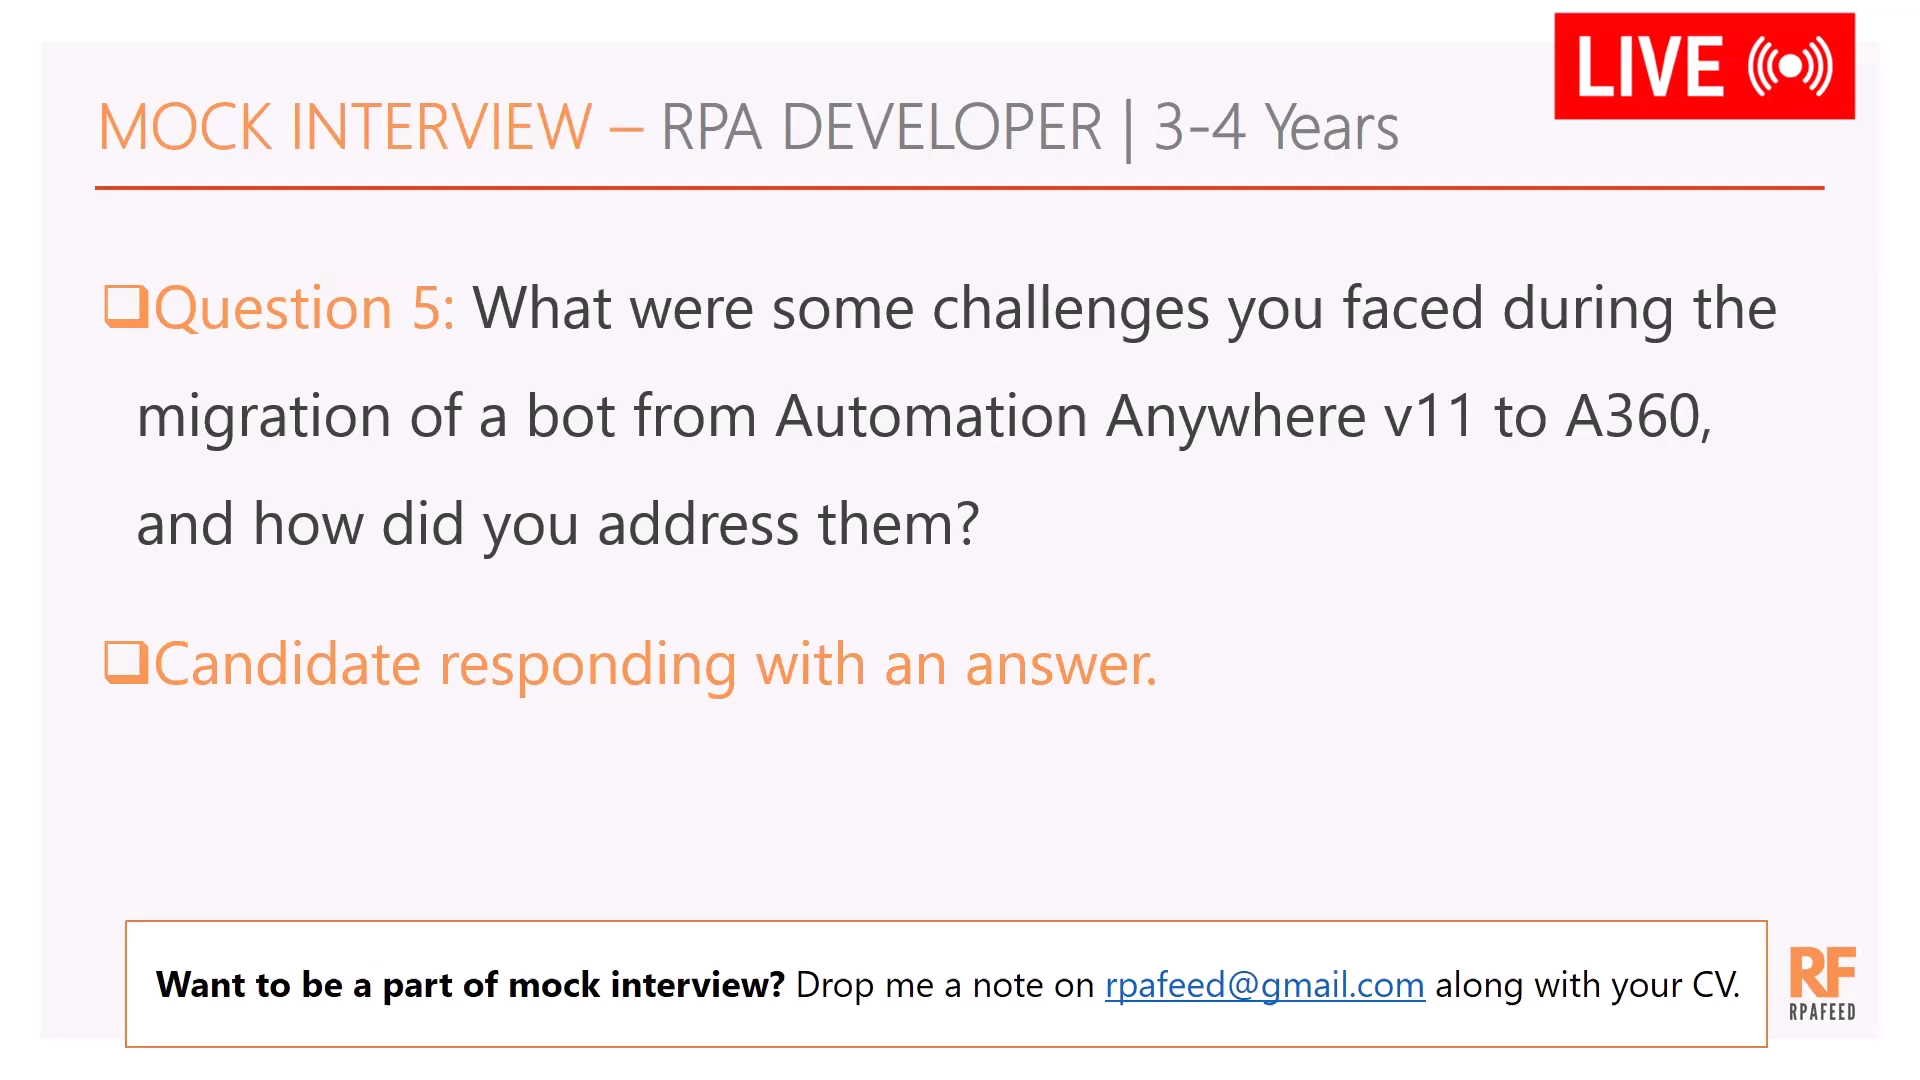 LIVE
MOCK INTERVIEW – RPA DEVELOPER | 3-4 Years
❑Question 5: What were some challenges you faced during the
migration of a bot from Automation Anywhere v11 to A360,
and how did you address them?
❑Candidate responding with an answer.
Want to be a part of mock interview? Drop me a note on rpafeed@gmail.com along with your CV.
RF
RPAFEED